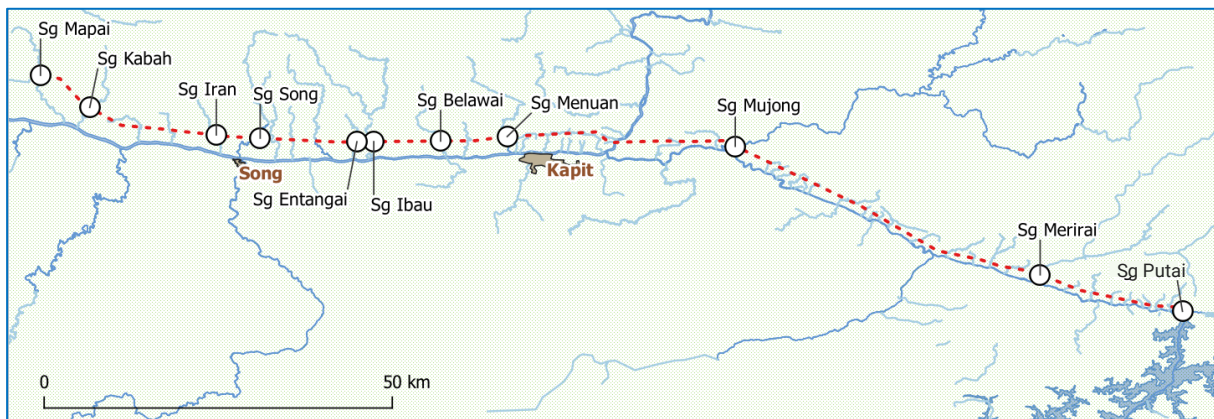 Sg Mapai
Sg Kabah
Sg Iran
Sg Song
Sg Belawai
Sg Menuan
Sg Mujong
Song
Kapit
Sg Entangai
Sg Ibau
Sg Merirai
Sg Putai
0
50 km